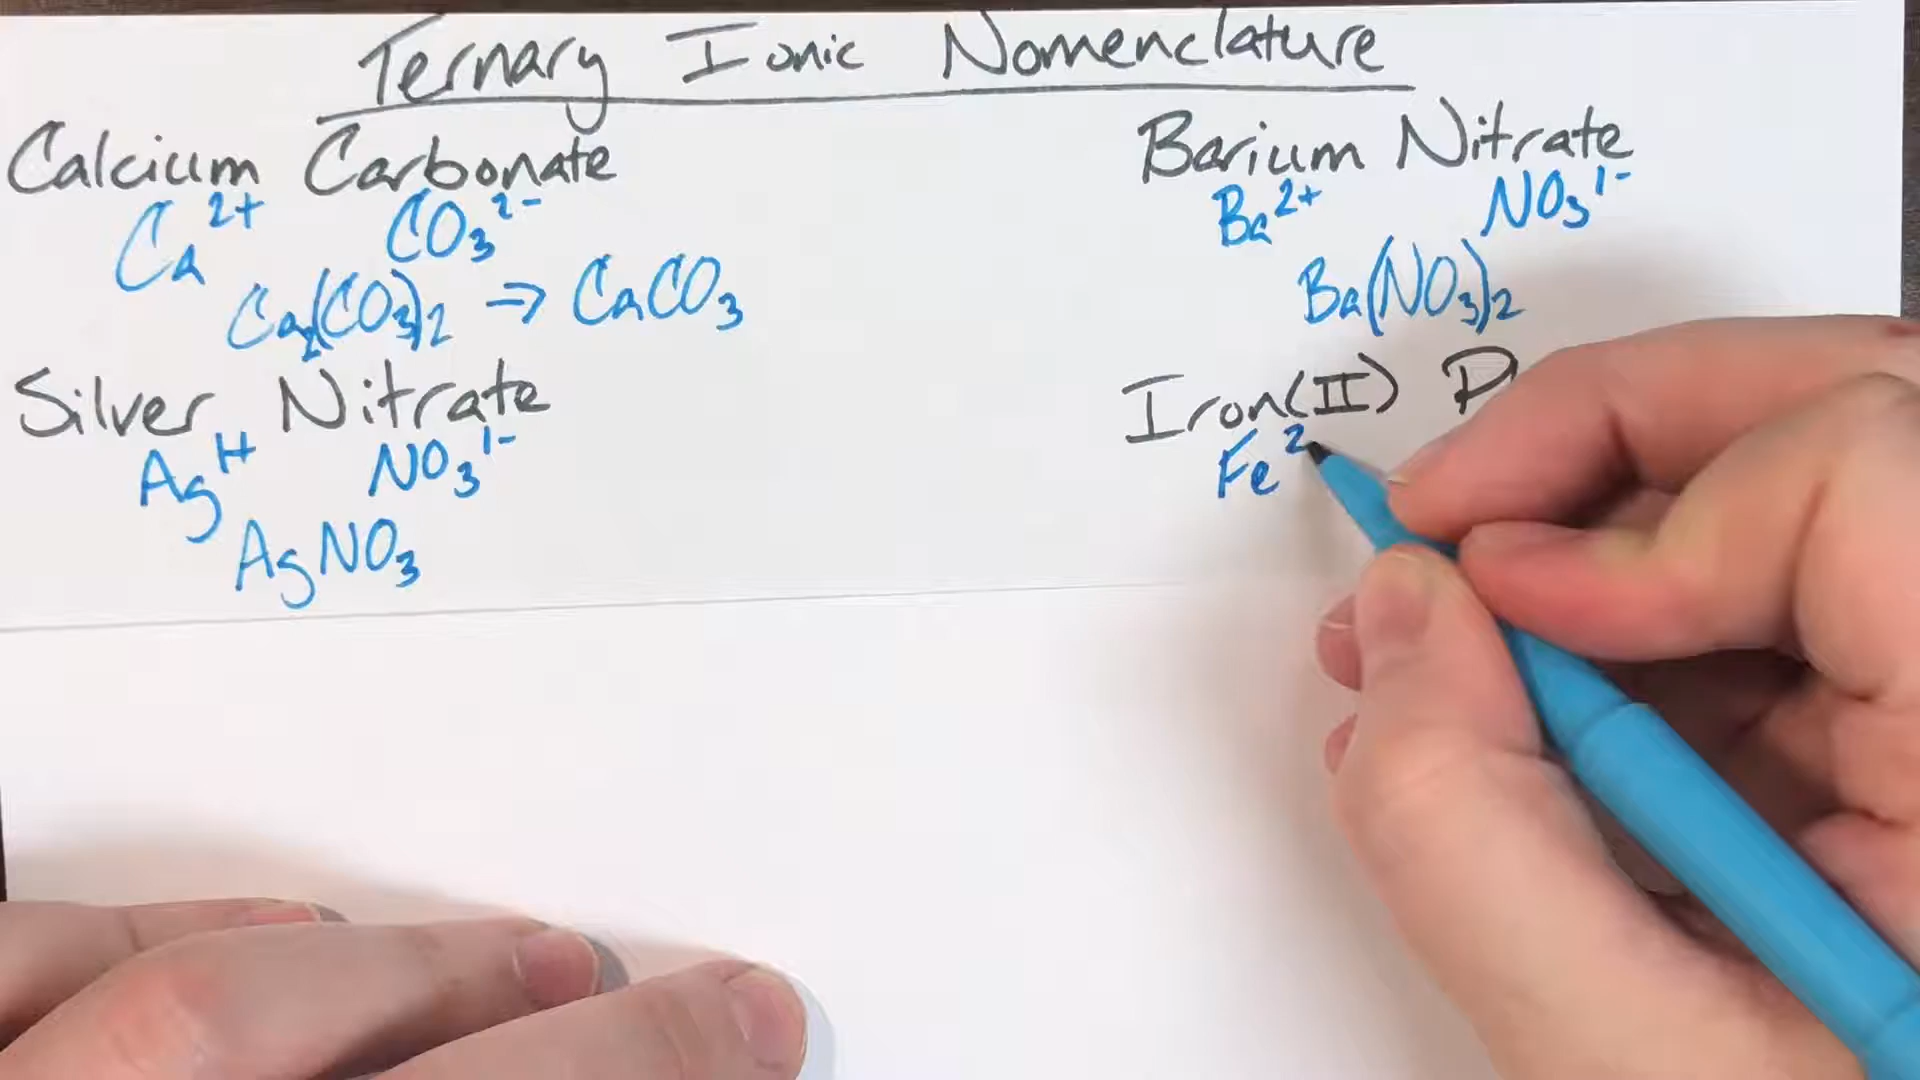 Ternary Ionic Nomenclature
Calcium Carbonate
Ca²⁺ CO₃²⁻
Ca₂(CO₃)₂ → CaCO₃
Silver Nitrate
Ag¹⁺ NO₃¹⁻
AgNO₃
Barium Nitrate
Ba²⁺ NO₃¹⁻
Ba(NO₃)₂
Iron(II)
Fe²